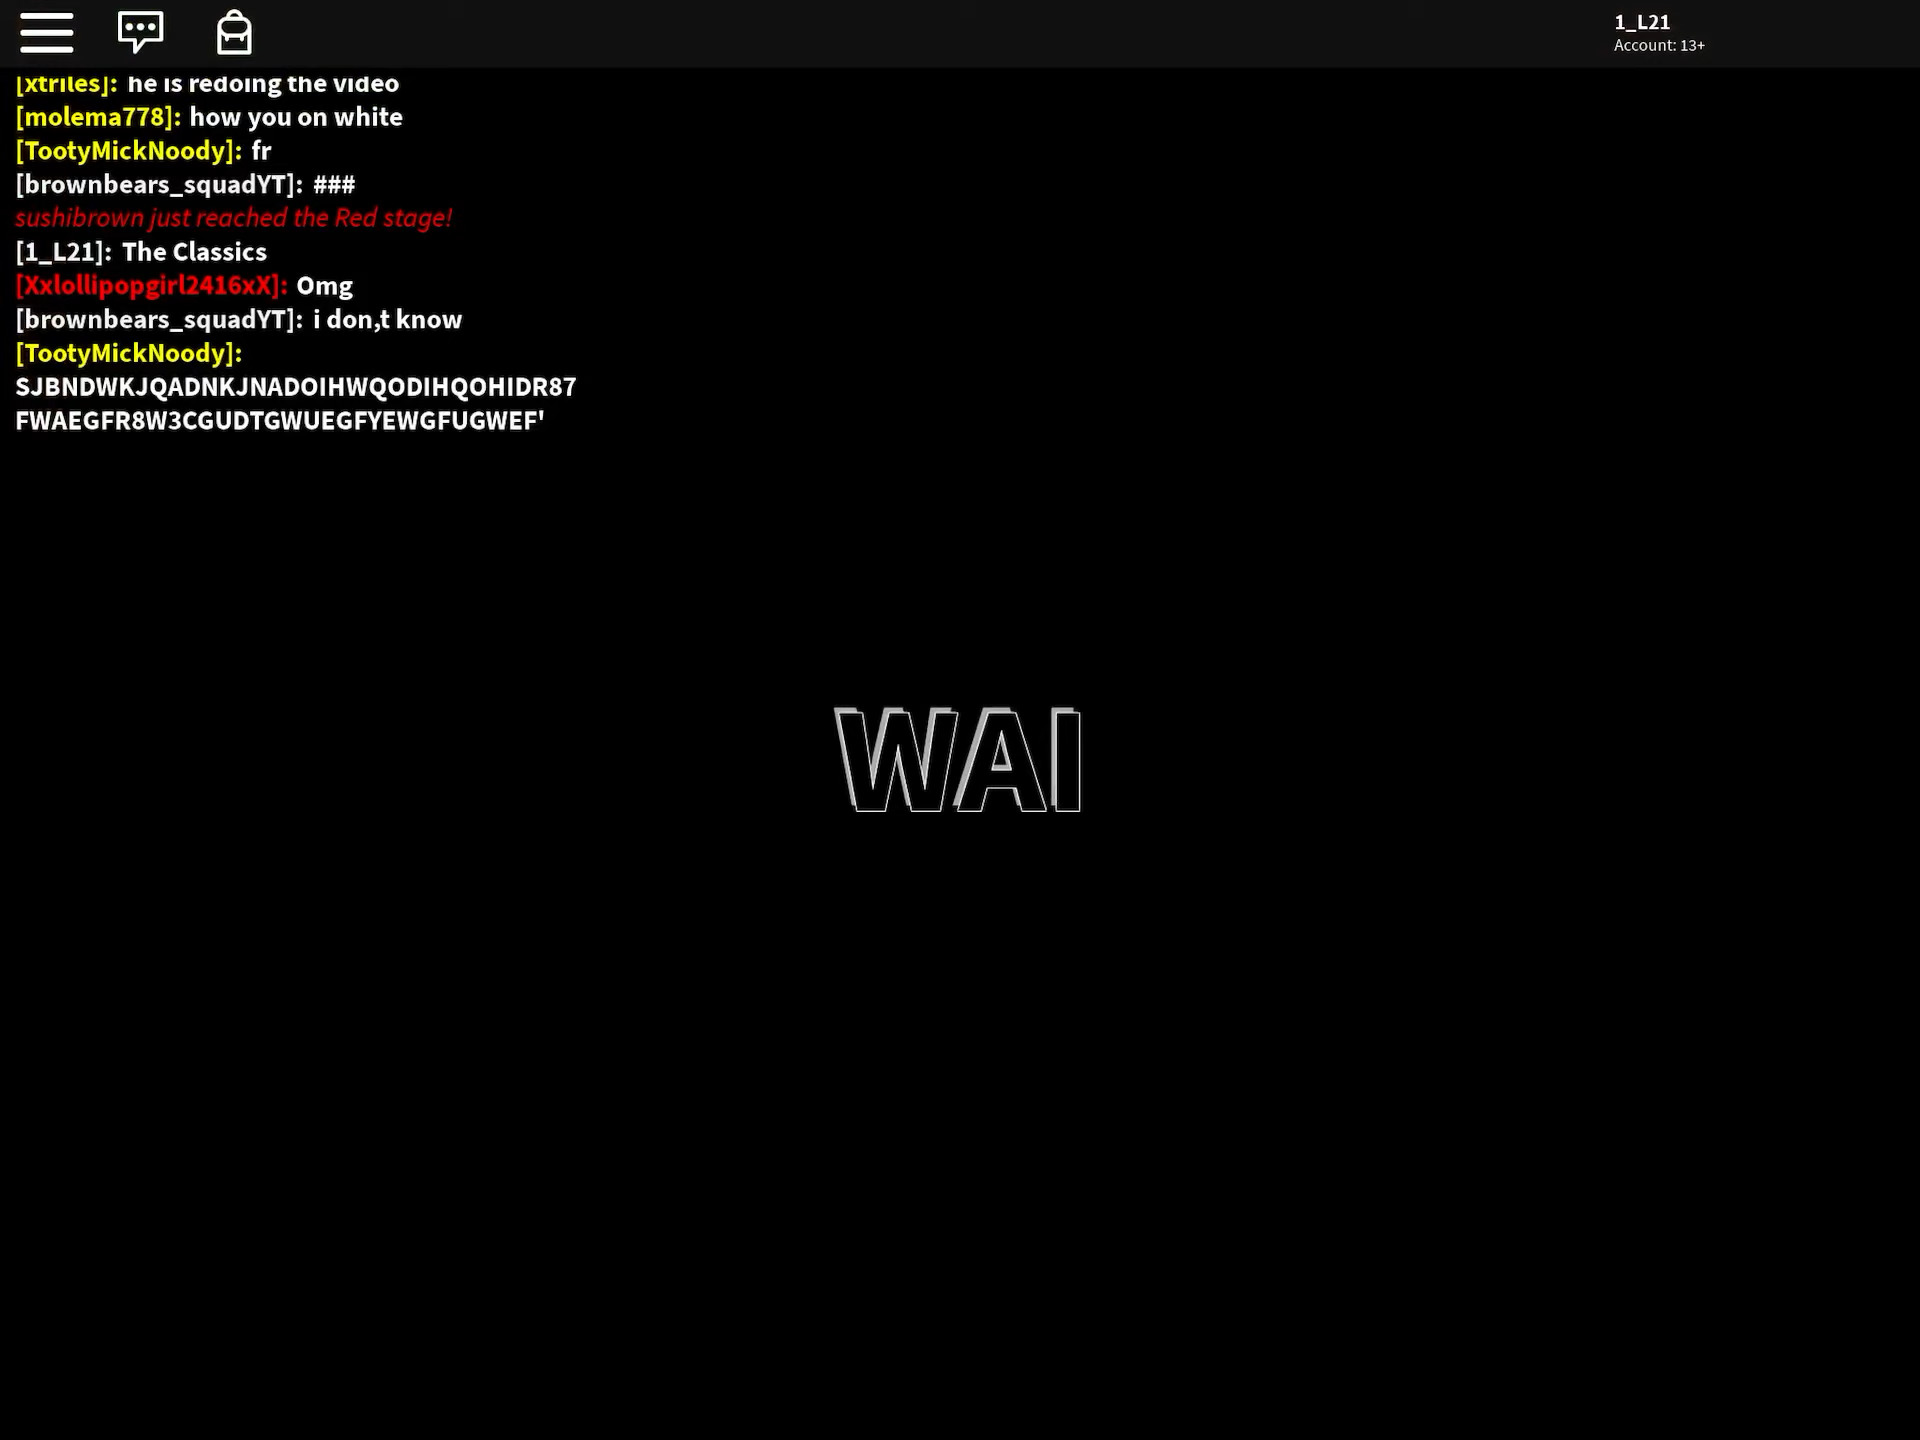 1_L21
Account: 13+
[xtriles]: he is redoing the video
[molema778]: how you on white
[TootyMickNoody]: fr
[brownbears_squadYT]: ###
sushibrown just reached the Red stage!
[1_L21]: The Classics
[Xxlollipopgirl2416xX]: Omg
[brownbears_squadYT]: i don,t know
[TootyMickNoody]:
SJBNDWKJQADNKJNADOIHWQODIHQOHIDR87
FWAEGFR8W3CGUDTGWUEGFYEWGFUGWEF'
WAI